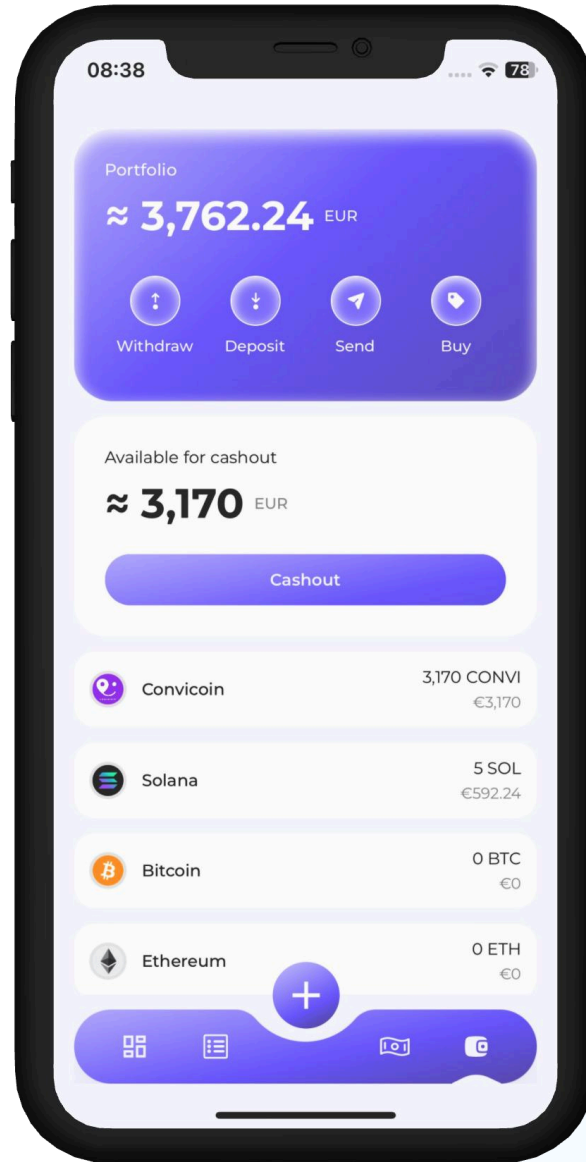 08:38
78
Portfolio
≈ 3,762.24 EUR
Withdraw Deposit Send Buy
Available for cashout
≈ 3,170 EUR
Cashout
Convicoin 3,170 CONVI
€3,170
Solana 5 SOL
€592.24
Bitcoin 0 BTC
€0
Ethereum 0 ETH
€0